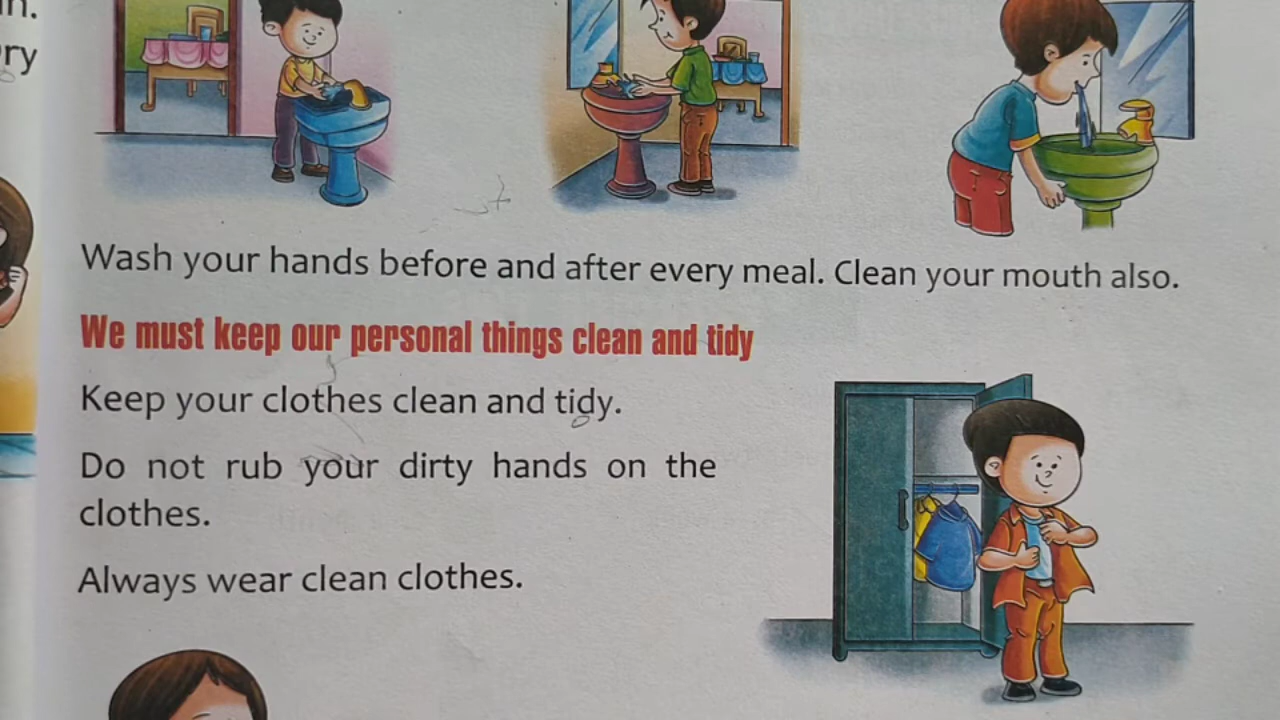 Wash your hands before and after every meal. Clean your mouth also.
We must keep our personal things clean and tidy
Keep your clothes clean and tidy.
Do not rub your dirty hands on the
clothes.
Always wear clean clothes.